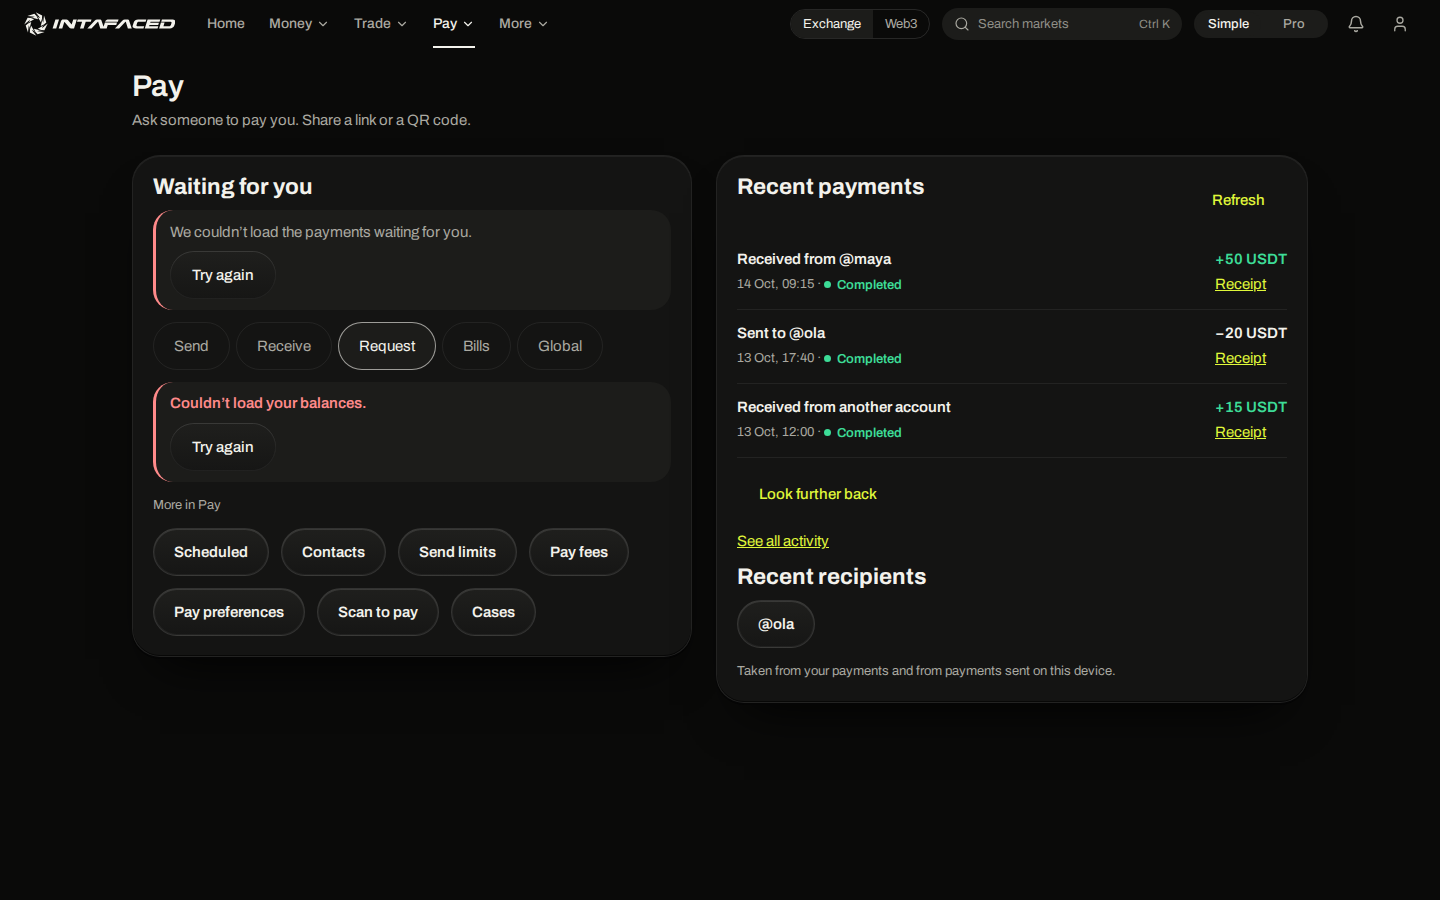 INTAFACED
Home
Money
Trade
Pay
More
Exchange
Web3
Search markets
Ctrl K
Simple
Pro
Pay
Ask someone to pay you. Share a link or a QR code.
Waiting for you
We couldn’t load the payments waiting for you.
Try again
Send
Receive
Request
Bills
Global
Couldn’t load your balances.
Try again
More in Pay
Scheduled
Contacts
Send limits
Pay fees
Pay preferences
Scan to pay
Cases
Recent payments
Refresh
Received from @maya
+50 USDT
14 Oct, 09:15 · Completed
Receipt
Sent to @ola
−20 USDT
13 Oct, 17:40 · Completed
Receipt
Received from another account
+15 USDT
13 Oct, 12:00 · Completed
Receipt
Look further back
See all activity
Recent recipients
@ola
Taken from your payments and from payments sent on this device.